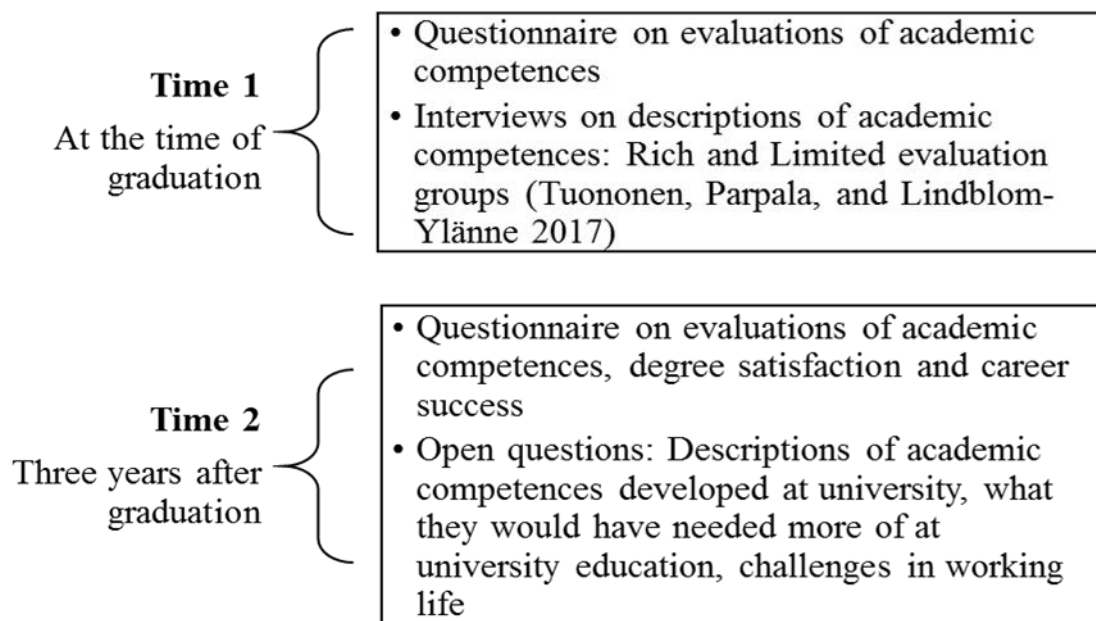 Time 1
At the time of
graduation
• Questionnaire on evaluations of academic
competences
• Interviews on descriptions of academic
competences: Rich and Limited evaluation
groups (Tuononen, Parpala, and Lindblom-
Ylänne 2017)
Time 2
Three years after
graduation
• Questionnaire on evaluations of academic
competences, degree satisfaction and career
success
• Open questions: Descriptions of academic
competences developed at university, what
they would have needed more of at
university education, challenges in working
life